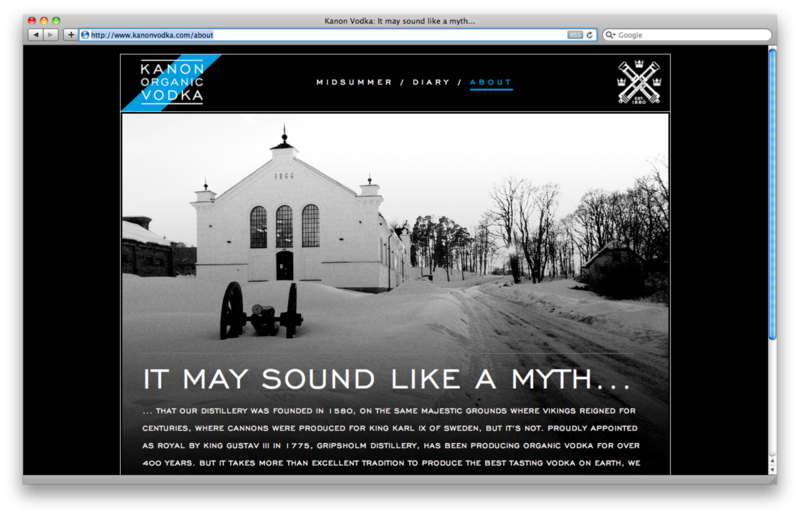 Kanon Vodka: It may sound like a myth...
http://www.kanonvodka.com/about
RSS
Google
KANON
ORGANIC
VODKA
MIDSUMMER / DIARY / ABOUT
EST.
1580
1866
IT MAY SOUND LIKE A MYTH...
... THAT OUR DISTILLERY WAS FOUNDED IN 1580, ON THE SAME MAJESTIC GROUNDS WHERE VIKINGS REIGNED FOR
CENTURIES, WHERE CANNONS WERE PRODUCED FOR KING KARL IX OF SWEDEN, BUT IT'S NOT. PROUDLY APPOINTED
AS ROYAL BY KING GUSTAV III IN 1775, GRIPSHOLM DISTILLERY, HAS BEEN PRODUCING ORGANIC VODKA FOR OVER
400 YEARS. BUT IT TAKES MORE THAN EXCELLENT TRADITION TO PRODUCE THE BEST TASTING VODKA ON EARTH, WE